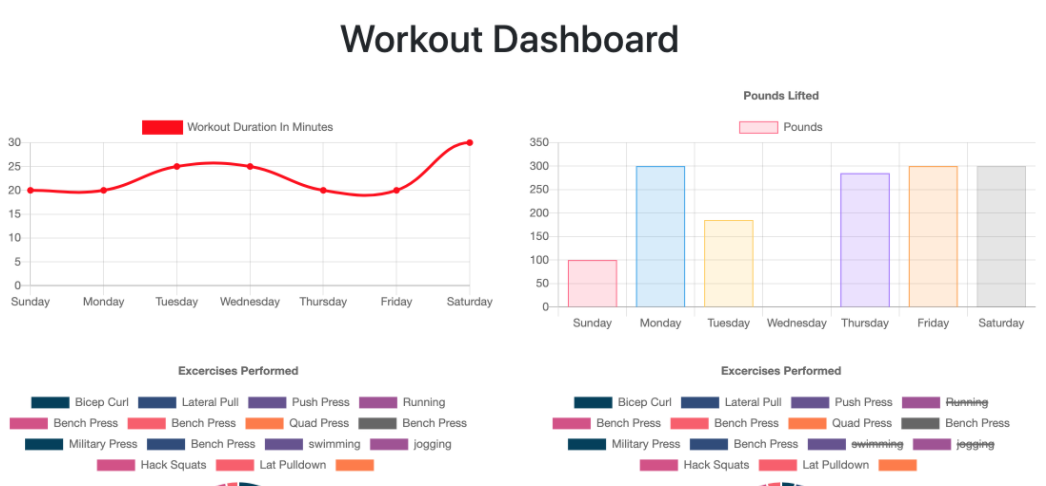 Workout Dashboard
Workout Duration In Minutes
30
25
20
15
10
5
0
Sunday Monday Tuesday Wednesday Thursday Friday Saturday
Pounds Lifted
Pounds
350
300
250
200
150
100
50
0
Sunday Monday Tuesday Wednesday Thursday Friday Saturday
Excercises Performed
Bicep Curl Lateral Pull Push Press Running
Bench Press Bench Press Quad Press Bench Press
Military Press Bench Press swimming jogging
Hack Squats Lat Pulldown
Excercises Performed
Bicep Curl Lateral Pull Push Press Running
Bench Press Bench Press Quad Press Bench Press
Military Press Bench Press swimming jogging
Hack Squats Lat Pulldown